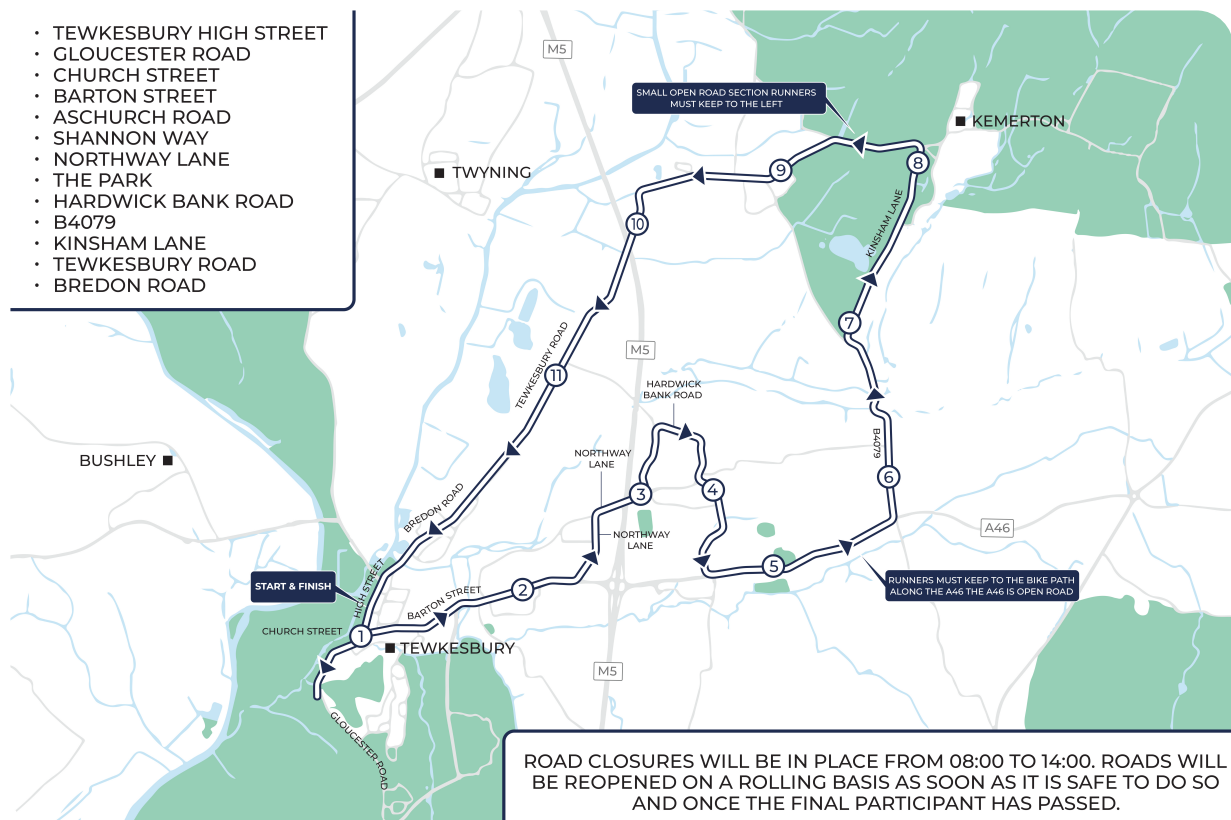 • TEWKESBURY HIGH STREET
• GLOUCESTER ROAD
• CHURCH STREET
• BARTON STREET
• ASCHURCH ROAD
• SHANNON WAY
• NORTHWAY LANE
• THE PARK
• HARDWICK BANK ROAD
• B4079
• KINSHAM LANE
• TEWKESBURY ROAD
• BREDON ROAD
M5
SMALL OPEN ROAD SECTION RUNNERS
MUST KEEP TO THE LEFT
KEMERTON
TWYNING
8
9
10
KINSHAM LANE
7
M5
TEWKESBURY ROAD
11
HARDWICK
BANK ROAD
B4079
BUSHLEY
NORTHWAY
LANE
6
3
4
BREDON ROAD
A46
NORTHWAY
LANE
5
START & FINISH
HIGH STREET
RUNNERS MUST KEEP TO THE BIKE PATH
ALONG THE A46 THE A46 IS OPEN ROAD
2
BARTON STREET
CHURCH STREET
1
TEWKESBURY
M5
GLOUCESTER ROAD
ROAD CLOSURES WILL BE IN PLACE FROM 08:00 TO 14:00. ROADS WILL
BE REOPENED ON A ROLLING BASIS AS SOON AS IT IS SAFE TO DO SO
AND ONCE THE FINAL PARTICIPANT HAS PASSED.